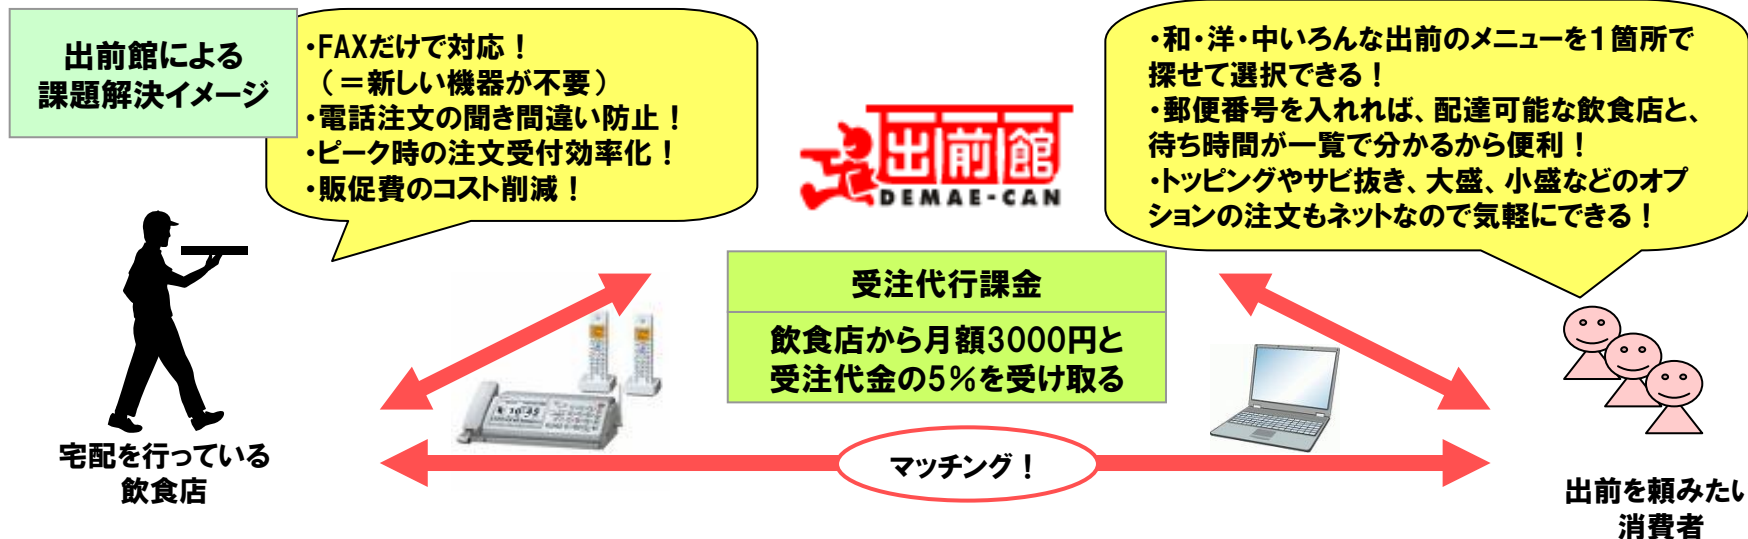 出前館による
課題解決イメージ
・FAXだけで対応！
（＝新しい機器が不要）
・電話注文の聞き間違い防止！
・ピーク時の注文受付効率化！
・販促費のコスト削減！
出前館
DEMAE-CAN
・和・洋・中いろんな出前のメニューを１箇所で
探せて選択できる！
・郵便番号を入れれば、配達可能な飲食店と、
待ち時間が一覧で分かるから便利！
・トッピングやサビ抜き、大盛、小盛などのオプ
ションの注文もネットなので気軽にできる！
受注代行課金
飲食店から月額3000円と
受注代金の5％を受け取る
マッチング！
宅配を行っている
飲食店
出前を頼みたい
消費者